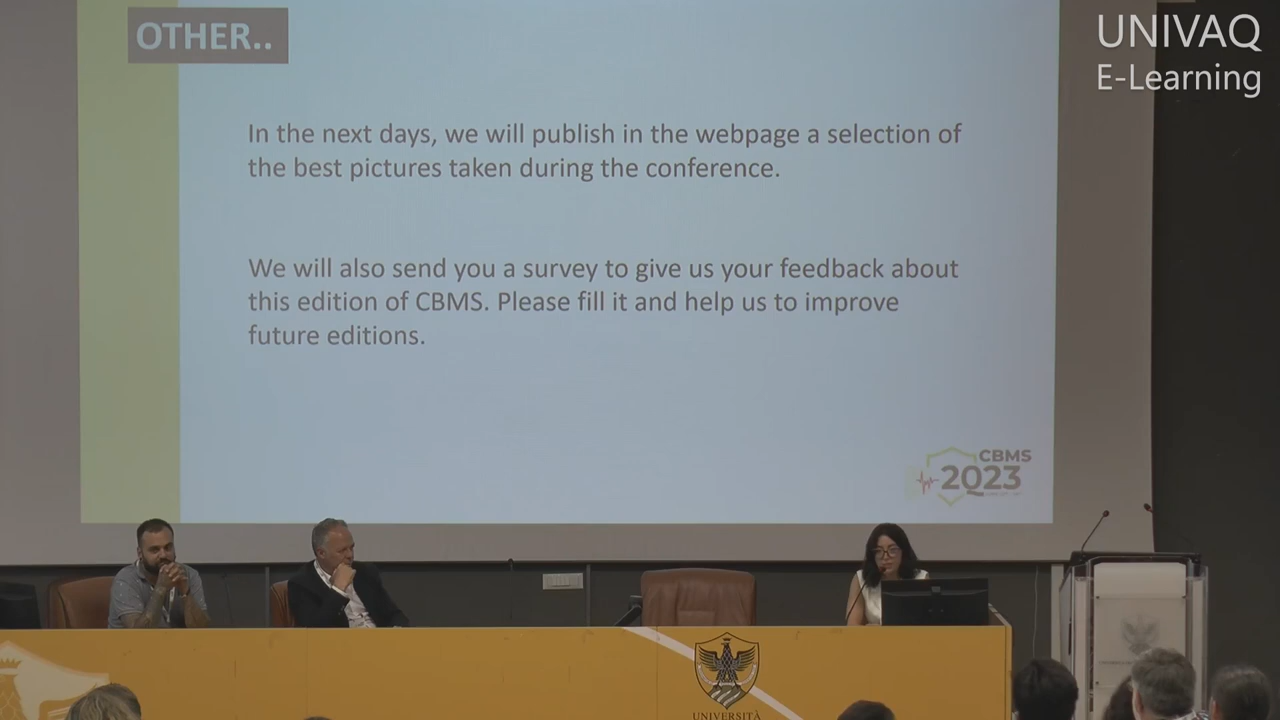 OTHER..
UNIVAQ
E-Learning
In the next days, we will publish in the webpage a selection of
the best pictures taken during the conference.
We will also send you a survey to give us your feedback about
this edition of CBMS. Please fill it and help us to improve
future editions.
CBMS
2023
UNIVERSITÀ